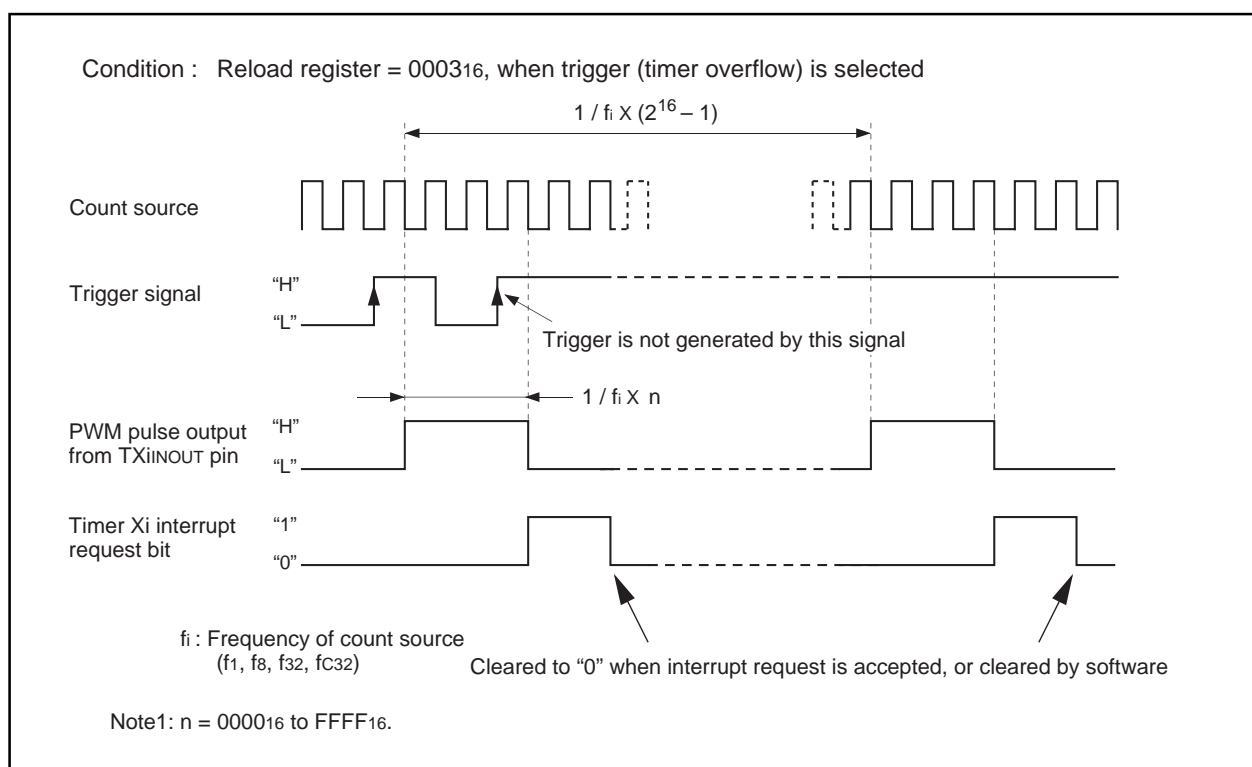 Condition : Reload register = 000316, when trigger (timer overflow) is selected
1 / fi X (2^16 – 1)
Count source
Trigger signal
“H”
“L”
Trigger is not generated by this signal
1 / fi X n
PWM pulse output
from TXiINOUT pin
“H”
“L”
Timer Xi interrupt
request bit
“1”
“0”
fi : Frequency of count source
(f1, f8, f32, fC32)
Cleared to “0” when interrupt request is accepted, or cleared by software
Note1: n = 000016 to FFFF16.